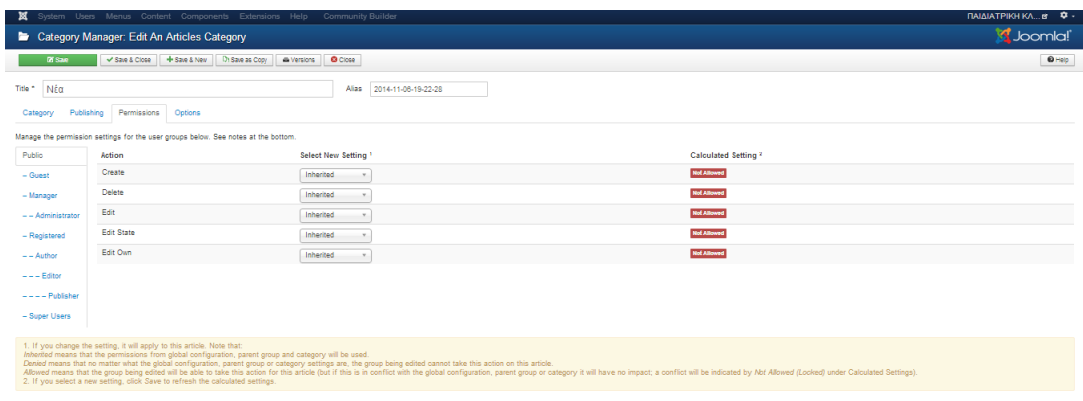 System Users Menus Content Components Extensions Help Community Builder ΠΑΙΔΙΑΤΡΙΚΗ ΚΛ...
Category Manager: Edit An Articles Category Joomla!
Save Save & Close Save & New Save as Copy Versions Close Help
Title * Νέα Alias 2014-11-06-19-22-28
Category Publishing Permissions Options
Manage the permission settings for the user groups below. See notes at the bottom.
Public Action Select New Setting 1 Calculated Setting 2
– Guest Create Inherited Not Allowed
– Manager Delete Inherited Not Allowed
– – Administrator Edit Inherited Not Allowed
– Registered Edit State Inherited Not Allowed
– – Author Edit Own Inherited Not Allowed
– – – Editor
– – – – Publisher
– Super Users
1. If you change the setting, it will apply to this article. Note that:
Inherited means that the permissions from global configuration, parent group and category will be used.
Denied means that no matter what the global configuration, parent group or category settings are, the group being edited cannot take this action on this article.
Allowed means that the group being edited will be able to take this action for this article (but if this is in conflict with the global configuration, parent group or category it will have no impact; a conflict will be indicated by Not Allowed (Locked) under Calculated Settings).
2. If you select a new setting, click Save to refresh the calculated settings.